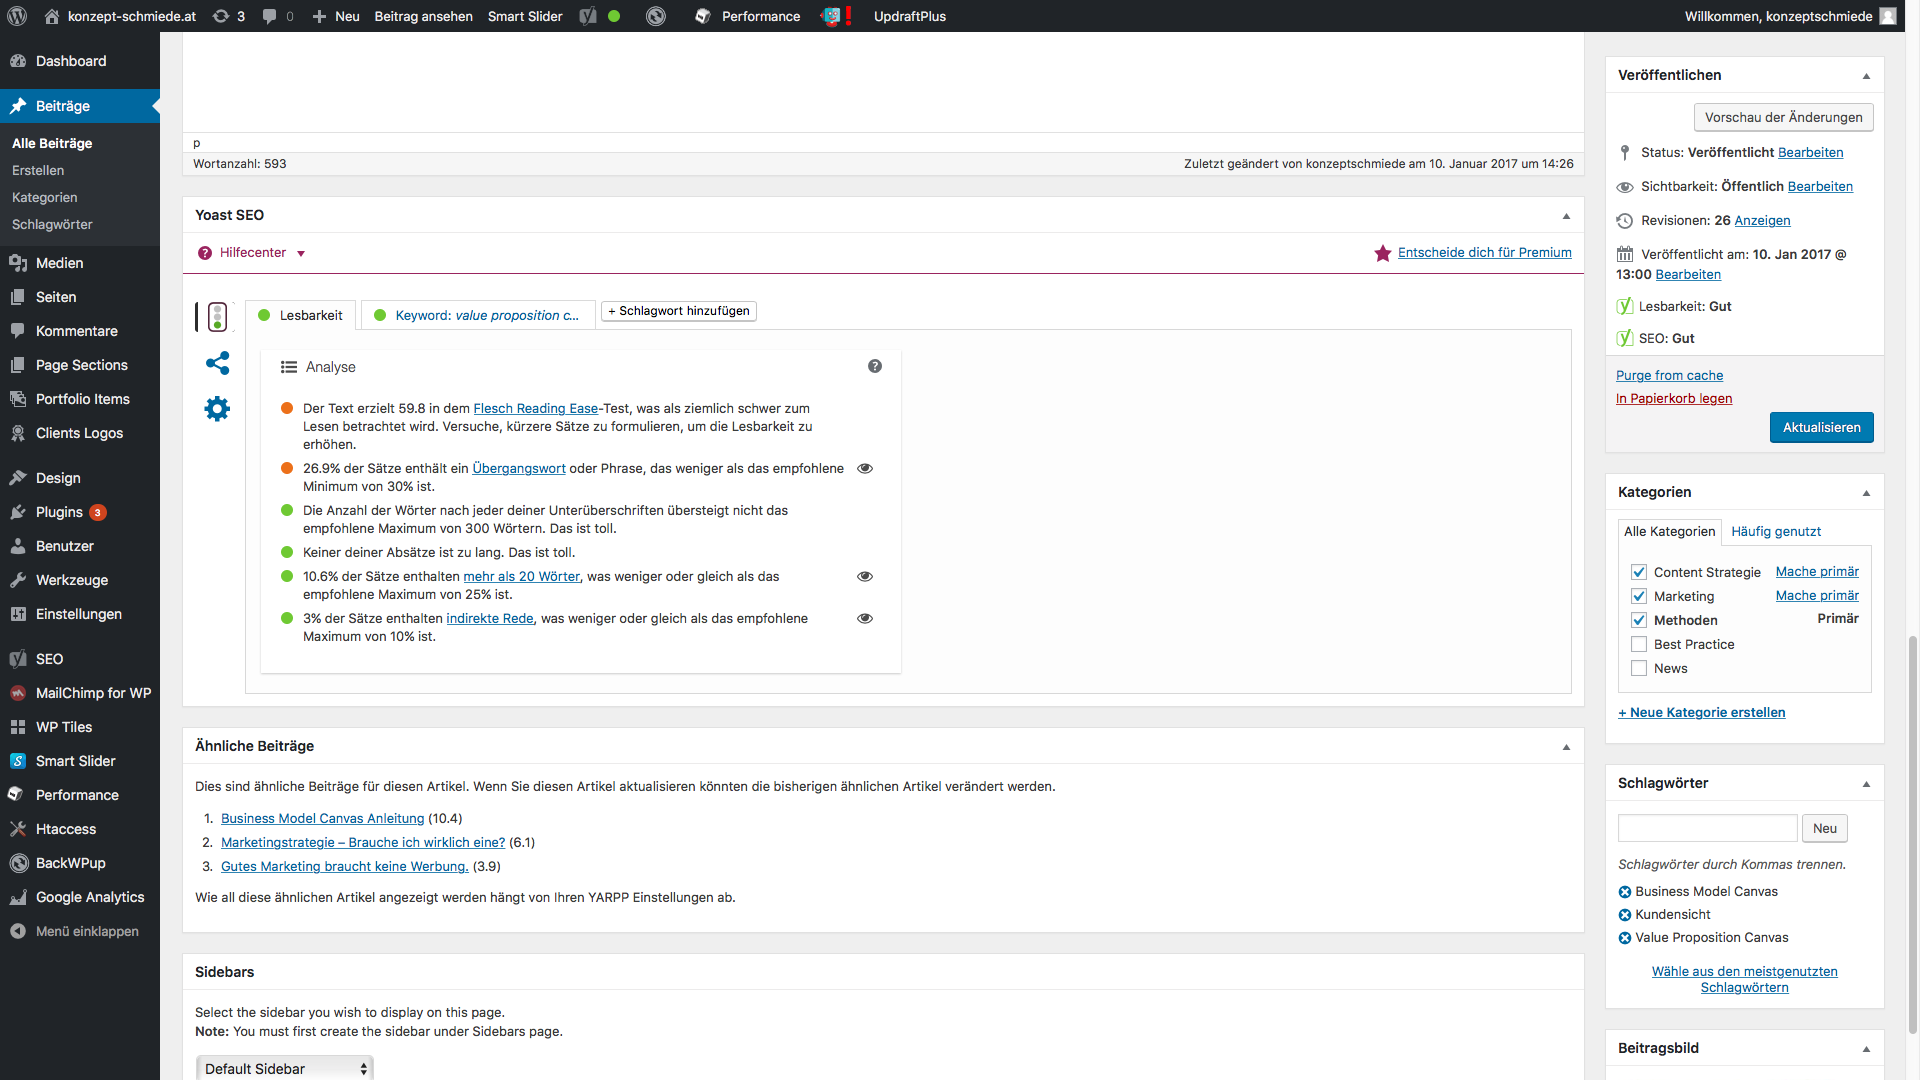 konzept-schmiede.at
3
0
Neu
Beitrag ansehen
Smart Slider
Performance
UpdraftPlus
Willkommen, konzeptschmiede
Dashboard
Beiträge
Alle Beiträge
Erstellen
Kategorien
Schlagwörter
Medien
Seiten
Kommentare
Page Sections
Portfolio Items
Clients Logos
Design
Plugins 3
Benutzer
Werkzeuge
Einstellungen
SEO
MailChimp for WP
WP Tiles
Smart Slider
Performance
Htaccess
BackWPup
Google Analytics
Menü einklappen
p
Wortanzahl: 593
Zuletzt geändert von konzeptschmiede am 10. Januar 2017 um 14:26
Yoast SEO
Hilfecenter
Entscheide dich für Premium
Lesbarkeit
Keyword: value proposition c...
+ Schlagwort hinzufügen
Analyse
Der Text erzielt 59.8 in dem Flesch Reading Ease-Test, was als ziemlich schwer zum
Lesen betrachtet wird. Versuche, kürzere Sätze zu formulieren, um die Lesbarkeit zu
erhöhen.
26.9% der Sätze enthält ein Übergangswort oder Phrase, das weniger als das empfohlene
Minimum von 30% ist.
Die Anzahl der Wörter nach jeder deiner Unterüberschriften übersteigt nicht das
empfohlene Maximum von 300 Wörtern. Das ist toll.
Keiner deiner Absätze ist zu lang. Das ist toll.
10.6% der Sätze enthalten mehr als 20 Wörter, was weniger oder gleich als das
empfohlene Maximum von 25% ist.
3% der Sätze enthalten indirekte Rede, was weniger oder gleich als das empfohlene
Maximum von 10% ist.
Ähnliche Beiträge
Dies sind ähnliche Beiträge für diesen Artikel. Wenn Sie diesen Artikel aktualisieren könnten die bisherigen ähnlichen Artikel verändert werden.
1. Business Model Canvas Anleitung (10.4)
2. Marketingstrategie – Brauche ich wirklich eine? (6.1)
3. Gutes Marketing braucht keine Werbung. (3.9)
Wie all diese ähnlichen Artikel angezeigt werden hängt von Ihren YARPP Einstellungen ab.
Sidebars
Select the sidebar you wish to display on this page.
Note: You must first create the sidebar under Sidebars page.
Default Sidebar
Veröffentlichen
Vorschau der Änderungen
Status: Veröffentlicht Bearbeiten
Sichtbarkeit: Öffentlich Bearbeiten
Revisionen: 26 Anzeigen
Veröffentlicht am: 10. Jan 2017 @
13:00 Bearbeiten
Lesbarkeit: Gut
SEO: Gut
Purge from cache
In Papierkorb legen
Aktualisieren
Kategorien
Alle Kategorien
Häufig genutzt
Content Strategie Mache primär
Marketing Mache primär
Methoden Primär
Best Practice
News
+ Neue Kategorie erstellen
Schlagwörter
Neu
Schlagwörter durch Kommas trennen.
Business Model Canvas
Kundensicht
Value Proposition Canvas
Wähle aus den meistgenutzten
Schlagwörtern
Beitragsbild